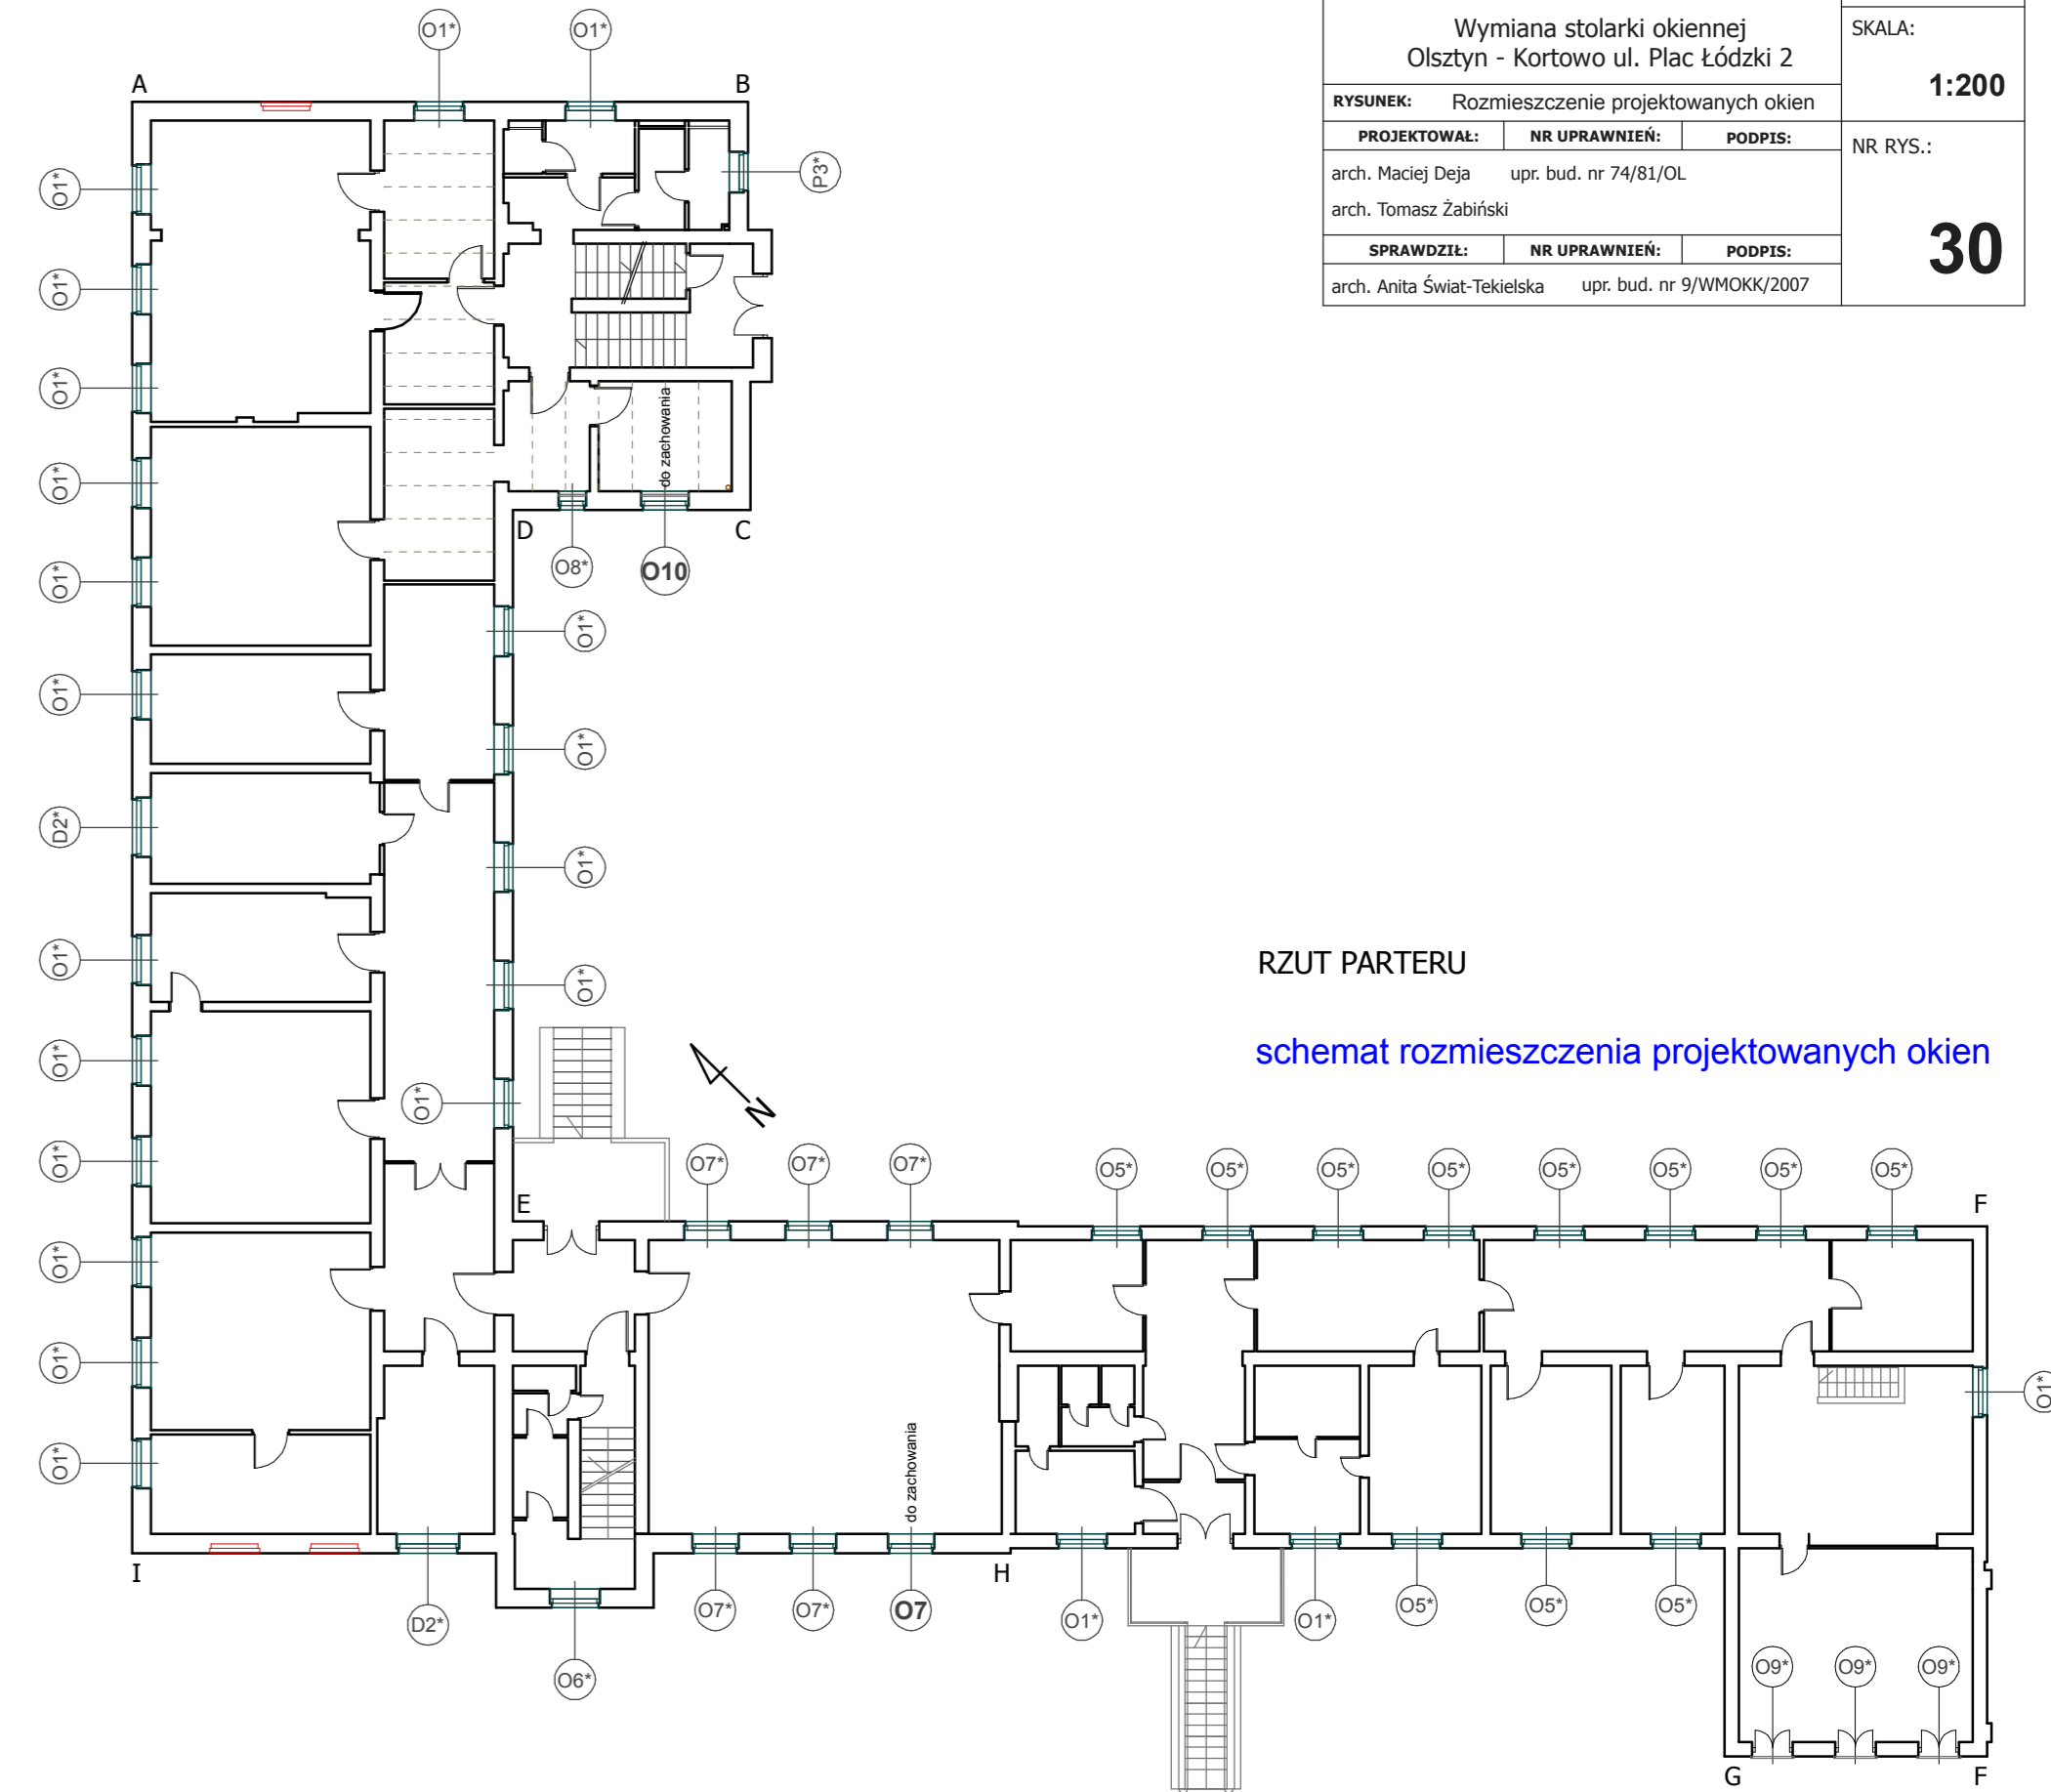 Wymiana stolarki okiennej
Olsztyn - Kortowo ul. Plac Łódzki 2
SKALA:
1:200
RYSUNEK: Rozmieszczenie projektowanych okien
PROJEKTOWAŁ: NR UPRAWNIEŃ: PODPIS:
NR RYS.:
arch. Maciej Deja upr. bud. nr 74/81/OL
arch. Tomasz Żabiński
30
SPRAWDZIŁ: NR UPRAWNIEŃ: PODPIS:
arch. Anita Świat-Tekielska upr. bud. nr 9/WMOKK/2007
O1* O1*
A B
P3*
O1*
O1*
O1*
do zachowania
O1*
D C
O8* O10
O1*
O1*
O1*
O1*
D2*
O1*
O1*
O1*
RZUT PARTERU
schemat rozmieszczenia projektowanych okien
O1*
O1*
N
O1*
O7* O7* O7* O5* O5* O5* O5* O5* O5* O5* O5*
E F
O1*
O1*
O1*
O1*
do zachowania
I H
D2* O7* O7* O7 O1* O1* O5* O5* O5*
O6* O9* O9* O9*
G F